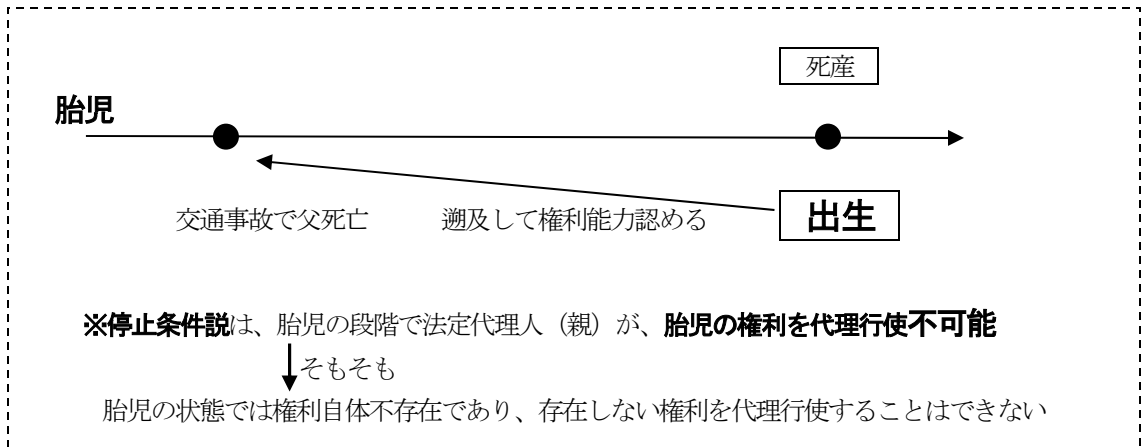 死産
胎児
交通事故で父死亡 遡及して権利能力認める 出生
※停止条件説は、胎児の段階で法定代理人（親）が、胎児の権利を代理行使不可能
そもそも
胎児の状態では権利自体不存在であり、存在しない権利を代理行使することはできない